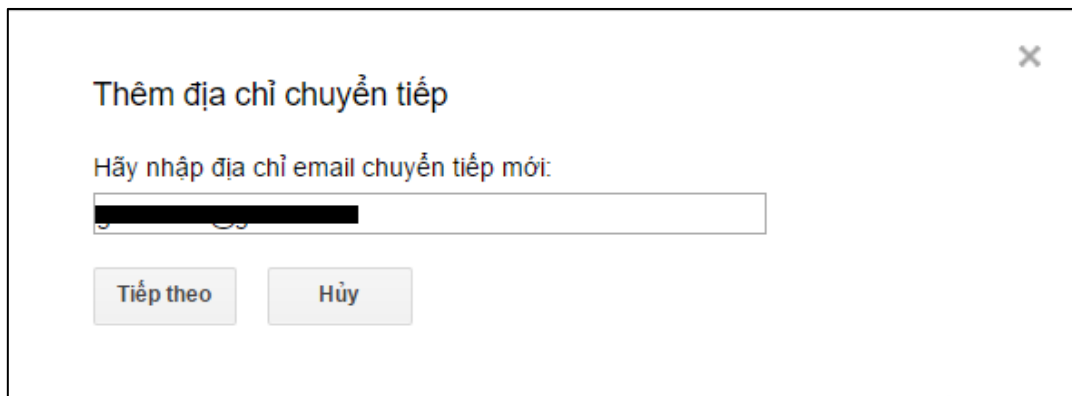 Thêm địa chỉ chuyển tiếp
Hãy nhập địa chỉ email chuyển tiếp mới:
Tiếp theo Hủy